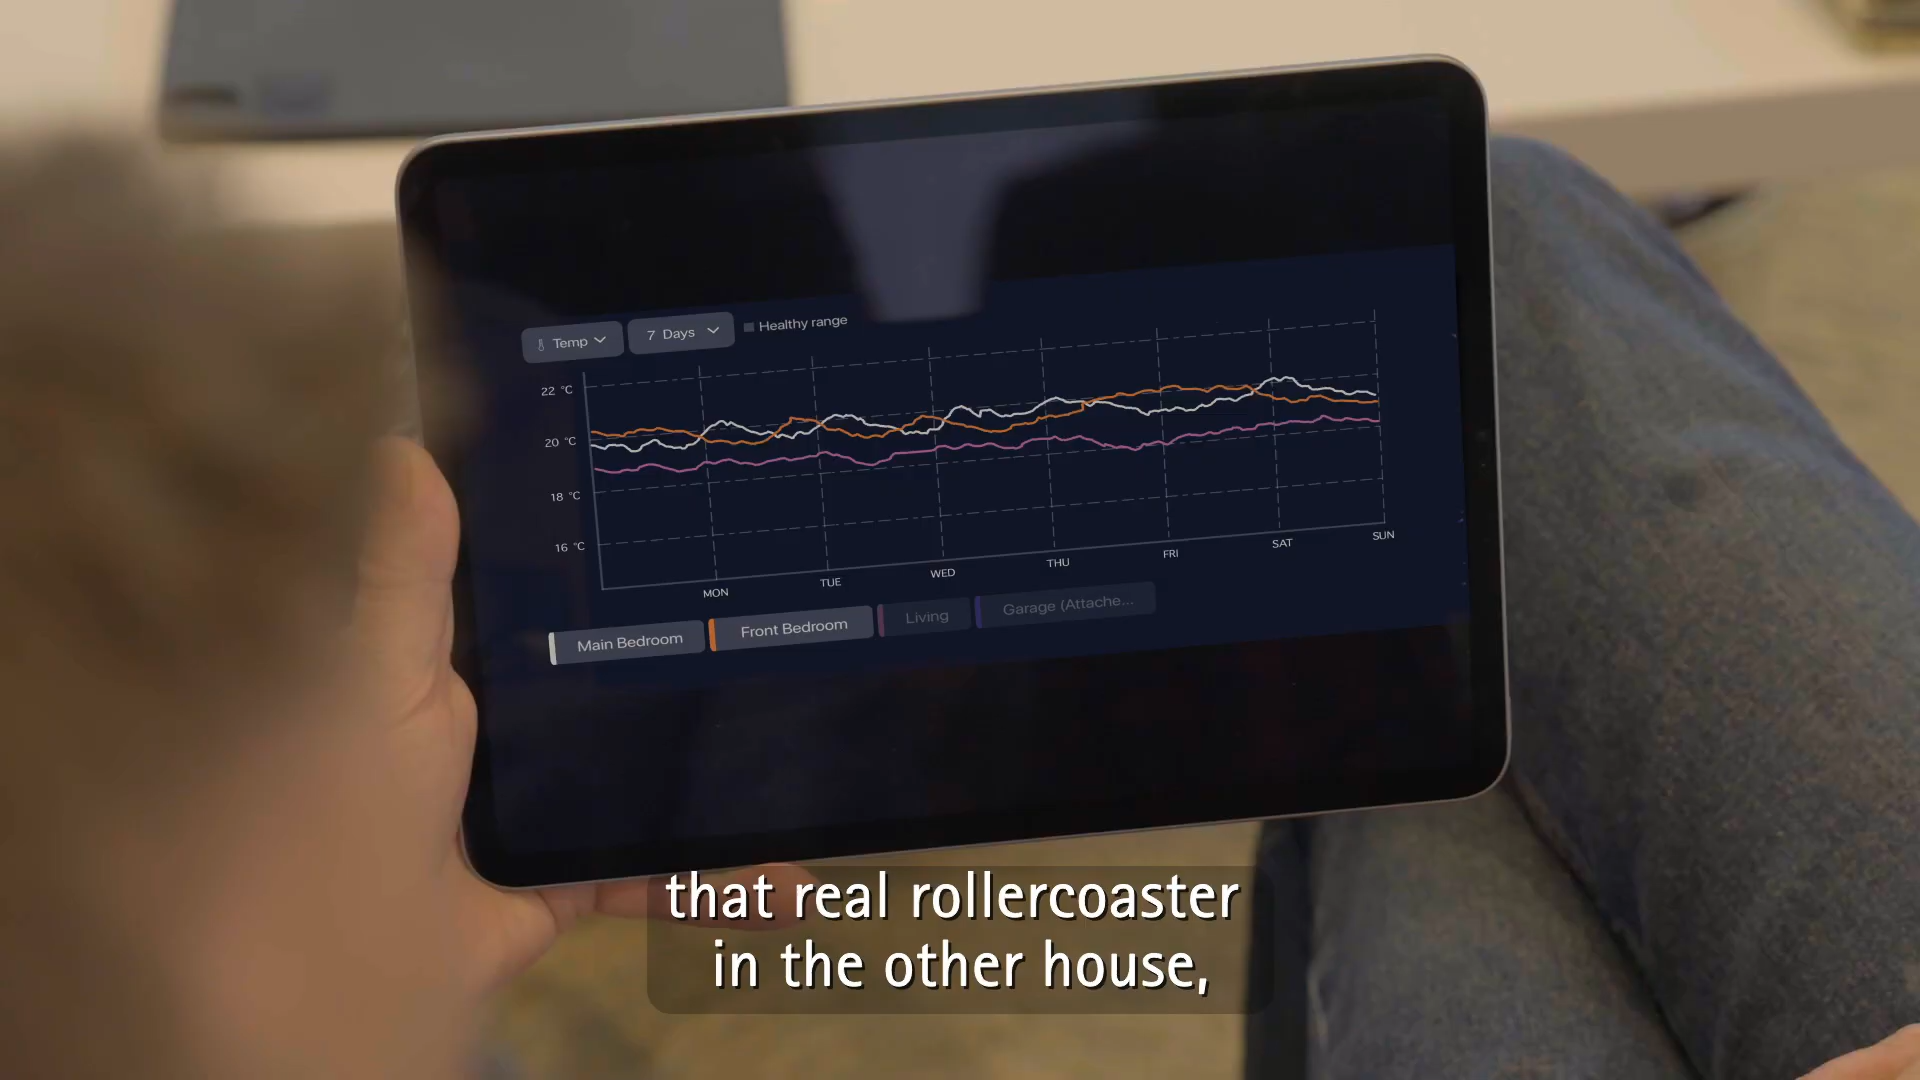 Temp
7 Days
Healthy range
22 °C
20 °C
18 °C
16 °C
MON
TUE
WED
THU
FRI
SAT
SUN
Main Bedroom
Front Bedroom
Living
Garage (Attache...
that real rollercoaster
in the other house,